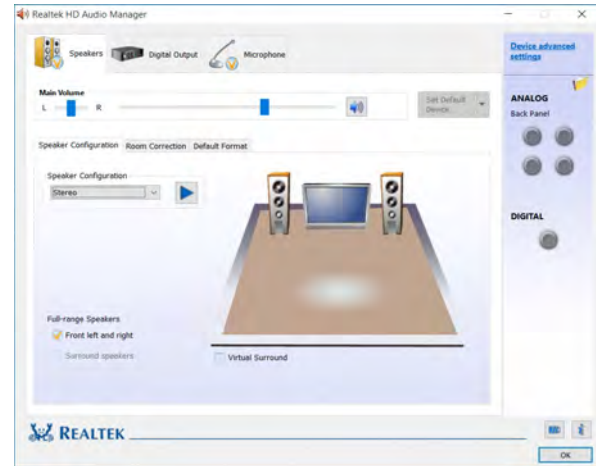 Realtek HD Audio Manager
Speakers
Digital Output
Microphone
Device advanced
settings
Main Volume
L
R
Set Default
Device
ANALOG
Back Panel
Speaker Configuration
Room Correction
Default Format
Speaker Configuration
Stereo
DIGITAL
Full-range Speakers
Front left and right
Surround speakers
Virtual Surround
REALTEK
OK